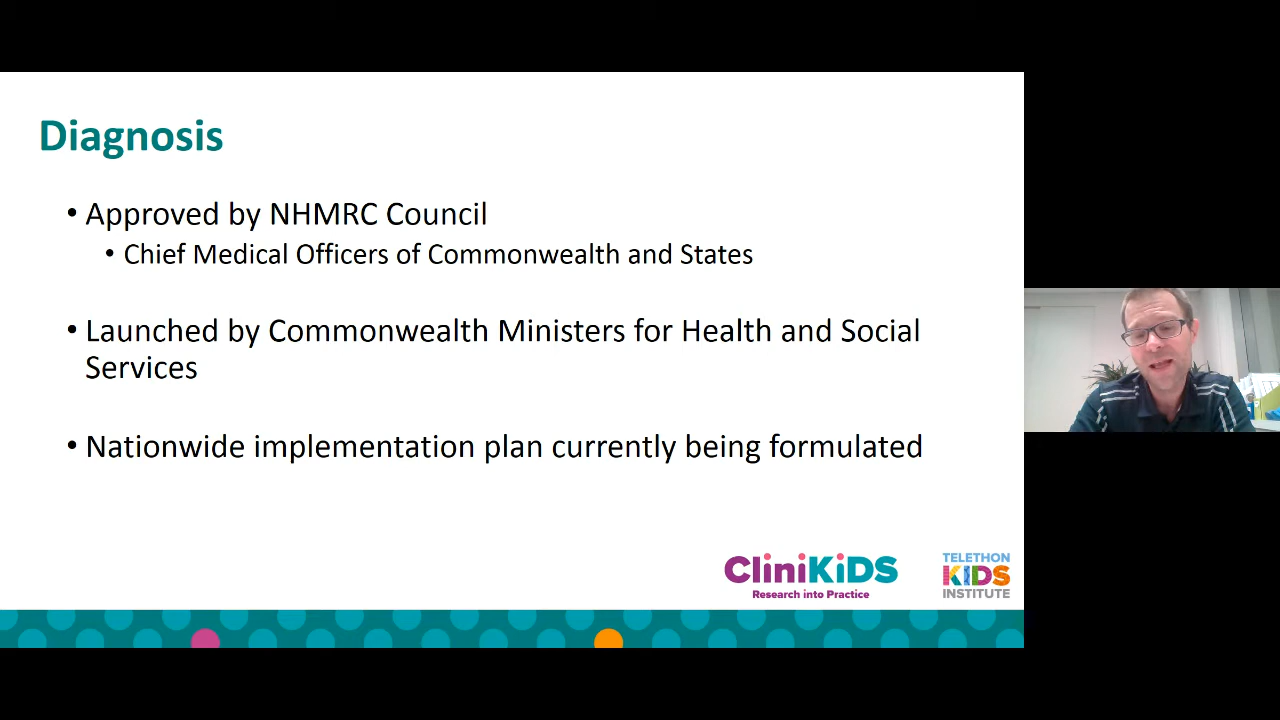 Diagnosis
• Approved by NHMRC Council
• Chief Medical Officers of Commonwealth and States
• Launched by Commonwealth Ministers for Health and Social
Services
• Nationwide implementation plan currently being formulated
CliniKiDS
Research into Practice
TELETHON
KIDS
INSTITUTE